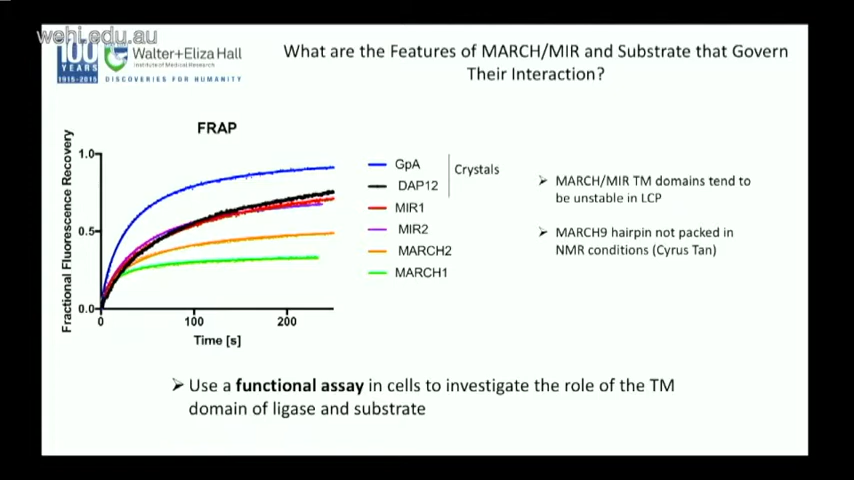 wehi.edu.au
100
YEARS
1915-2015
Walter+Eliza Hall
Institute of Medical Research
DISCOVERIES FOR HUMANITY
What are the Features of MARCH/MIR and Substrate that Govern
Their Interaction?
FRAP
Fractional Fluorescence Recovery
1.0
0.5
0.0
0 100 200
Time [s]
GpA
DAP12
MIR1
MIR2
MARCH2
MARCH1
Crystals
➢ MARCH/MIR TM domains tend to
be unstable in LCP
➢ MARCH9 hairpin not packed in
NMR conditions (Cyrus Tan)
➢ Use a functional assay in cells to investigate the role of the TM
domain of ligase and substrate